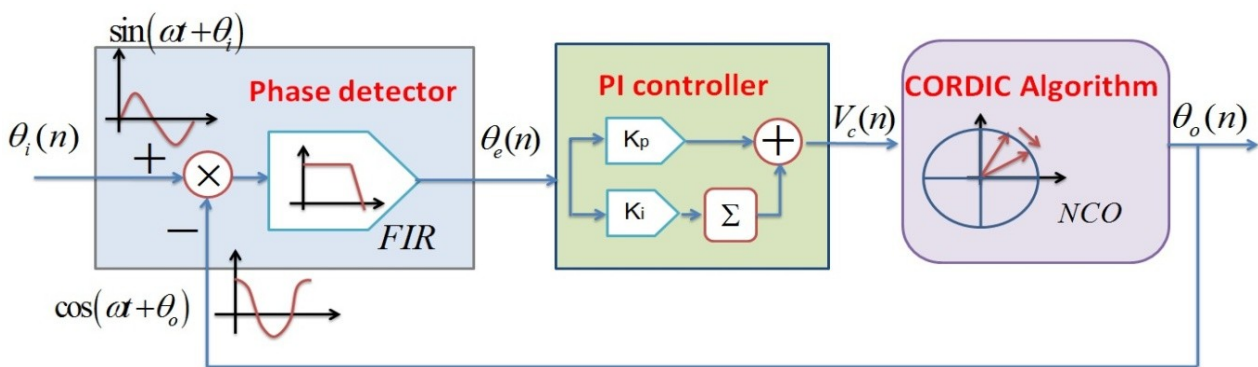 sin(ωt+θi)
Phase detector
PI controller
CORDIC Algorithm
θi(n)
+
×
−
FIR
θe(n)
Kp
Ki
Σ
+
Vc(n)
NCO
θo(n)
cos(ωt+θo)